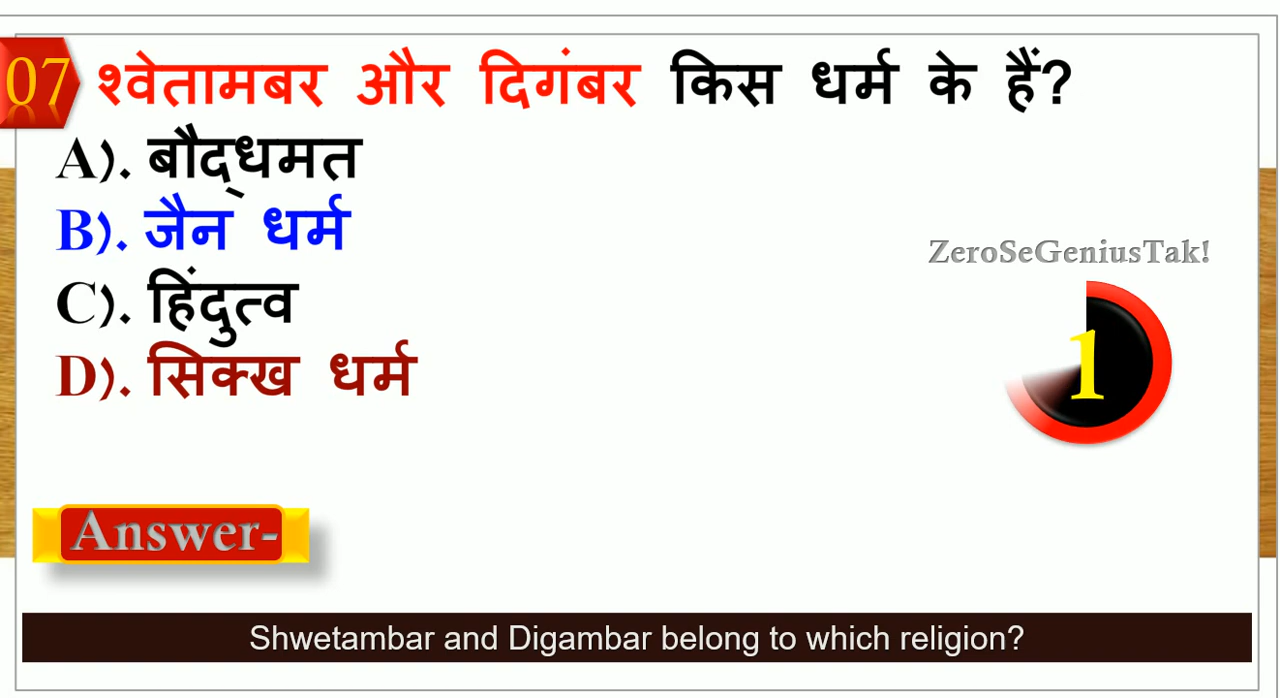 07 श्वेतामबर और दिगंबर किस धर्म के हैं?
A). बौद्धमत
B). जैन धर्म
C). हिंदुत्व
D). सिक्ख धर्म
ZeroSeGeniusTak!
1
Answer-
Shwetambar and Digambar belong to which religion?